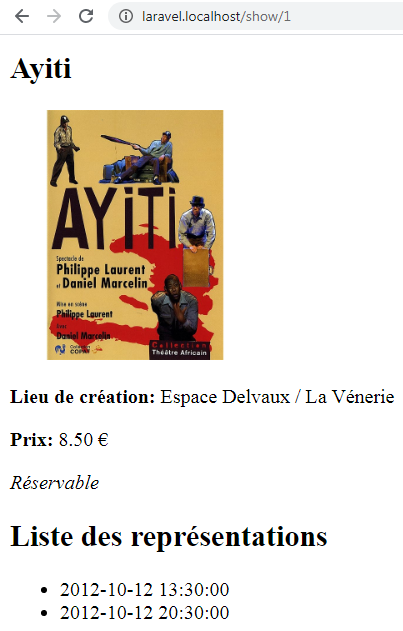 laravel.localhost/show/1
Ayiti
AYiTi
Spectacle de
Philippe Laurent
et Daniel Marcelin
Mise en scène
Philippe Laurent
Avec
Daniel Marcelin
Collection
Théâtre Africain
Lieu de création: Espace Delvaux / La Vénerie
Prix: 8.50 €
Réservable
Liste des représentations
2012-10-12 13:30:00
2012-10-12 20:30:00